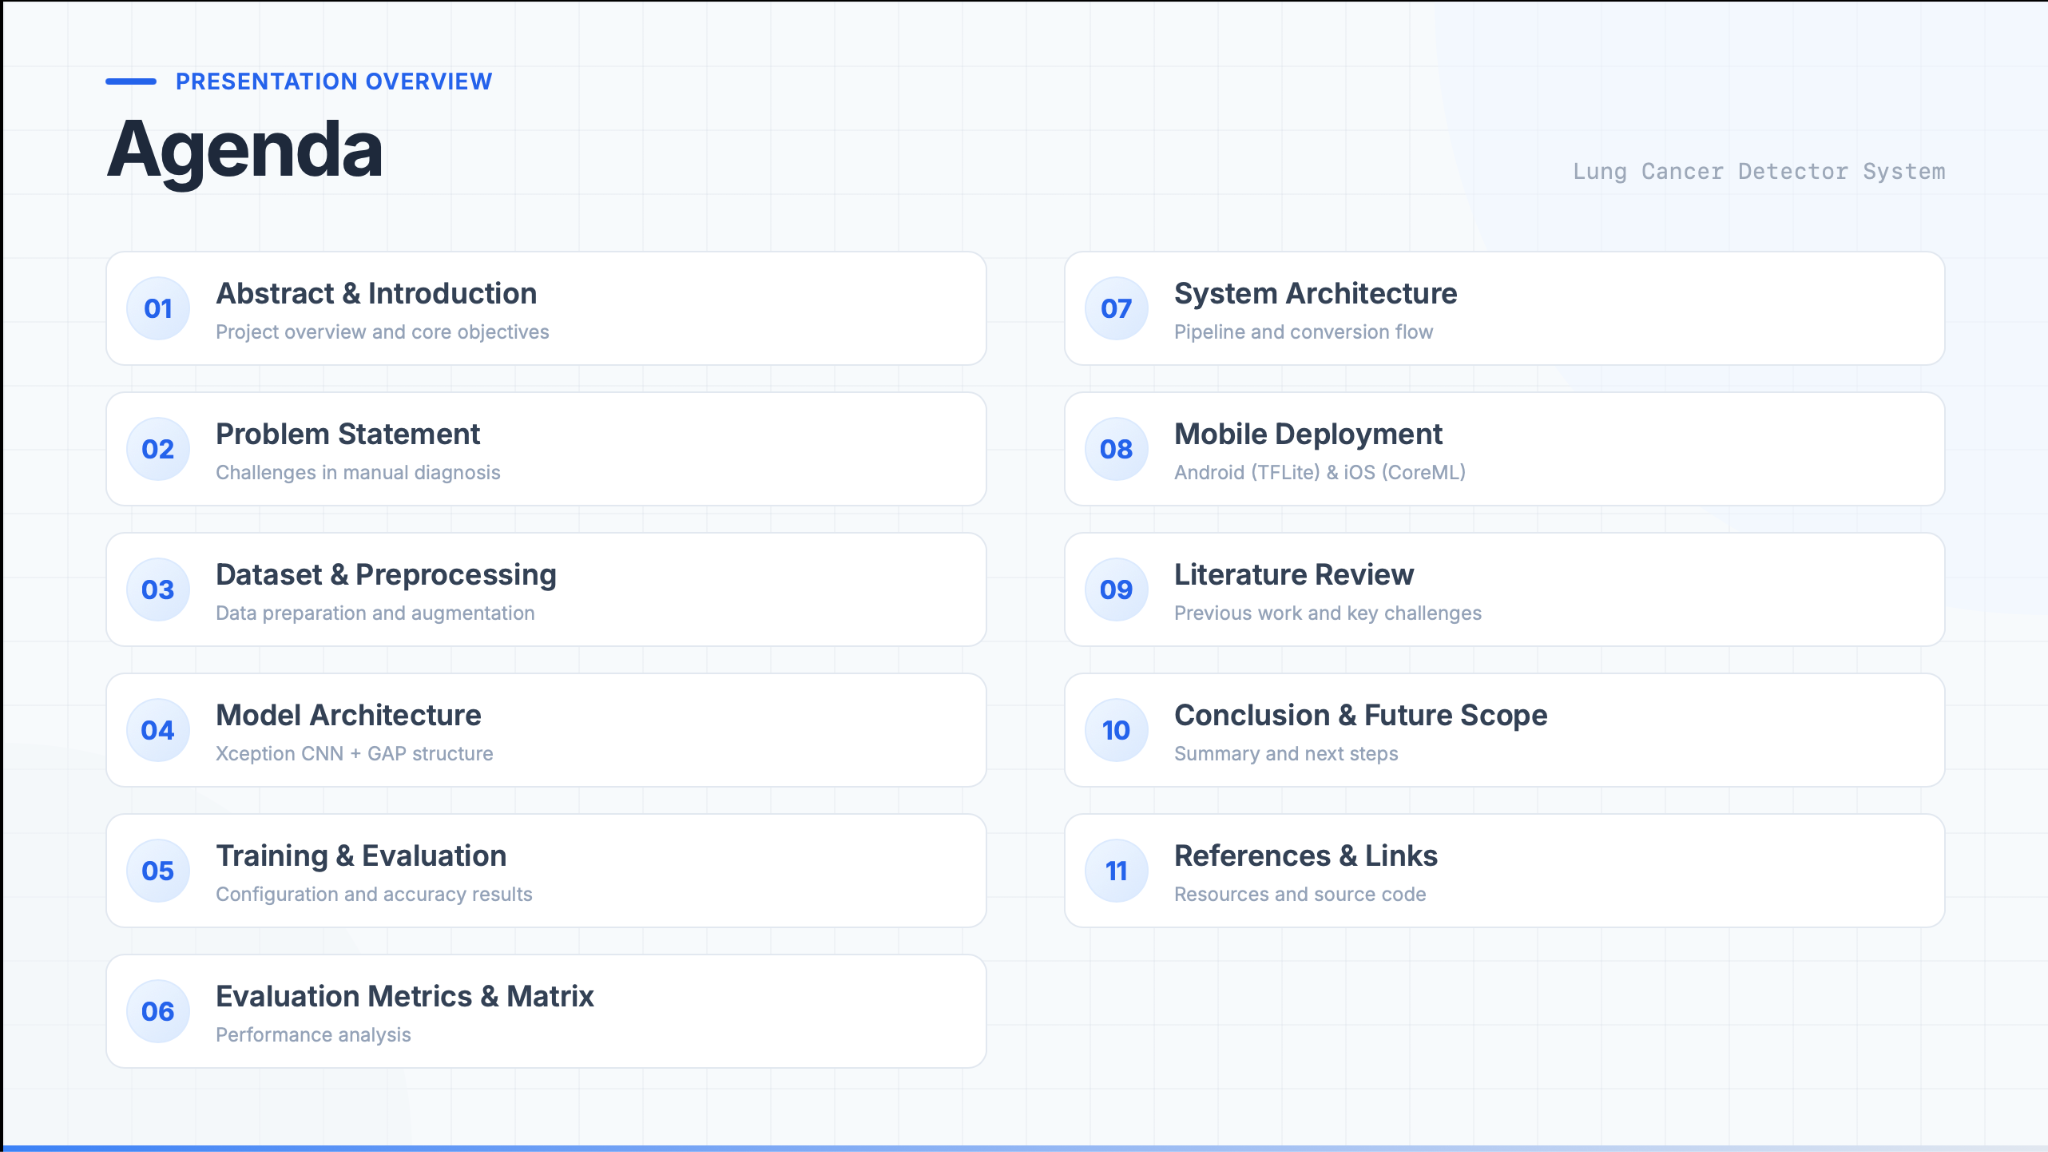 PRESENTATION OVERVIEW
Agenda
Lung Cancer Detector System
01
Abstract & Introduction
Project overview and core objectives
02
Problem Statement
Challenges in manual diagnosis
03
Dataset & Preprocessing
Data preparation and augmentation
04
Model Architecture
Xception CNN + GAP structure
05
Training & Evaluation
Configuration and accuracy results
06
Evaluation Metrics & Matrix
Performance analysis
07
System Architecture
Pipeline and conversion flow
08
Mobile Deployment
Android (TFLite) & iOS (CoreML)
09
Literature Review
Previous work and key challenges
10
Conclusion & Future Scope
Summary and next steps
11
References & Links
Resources and source code